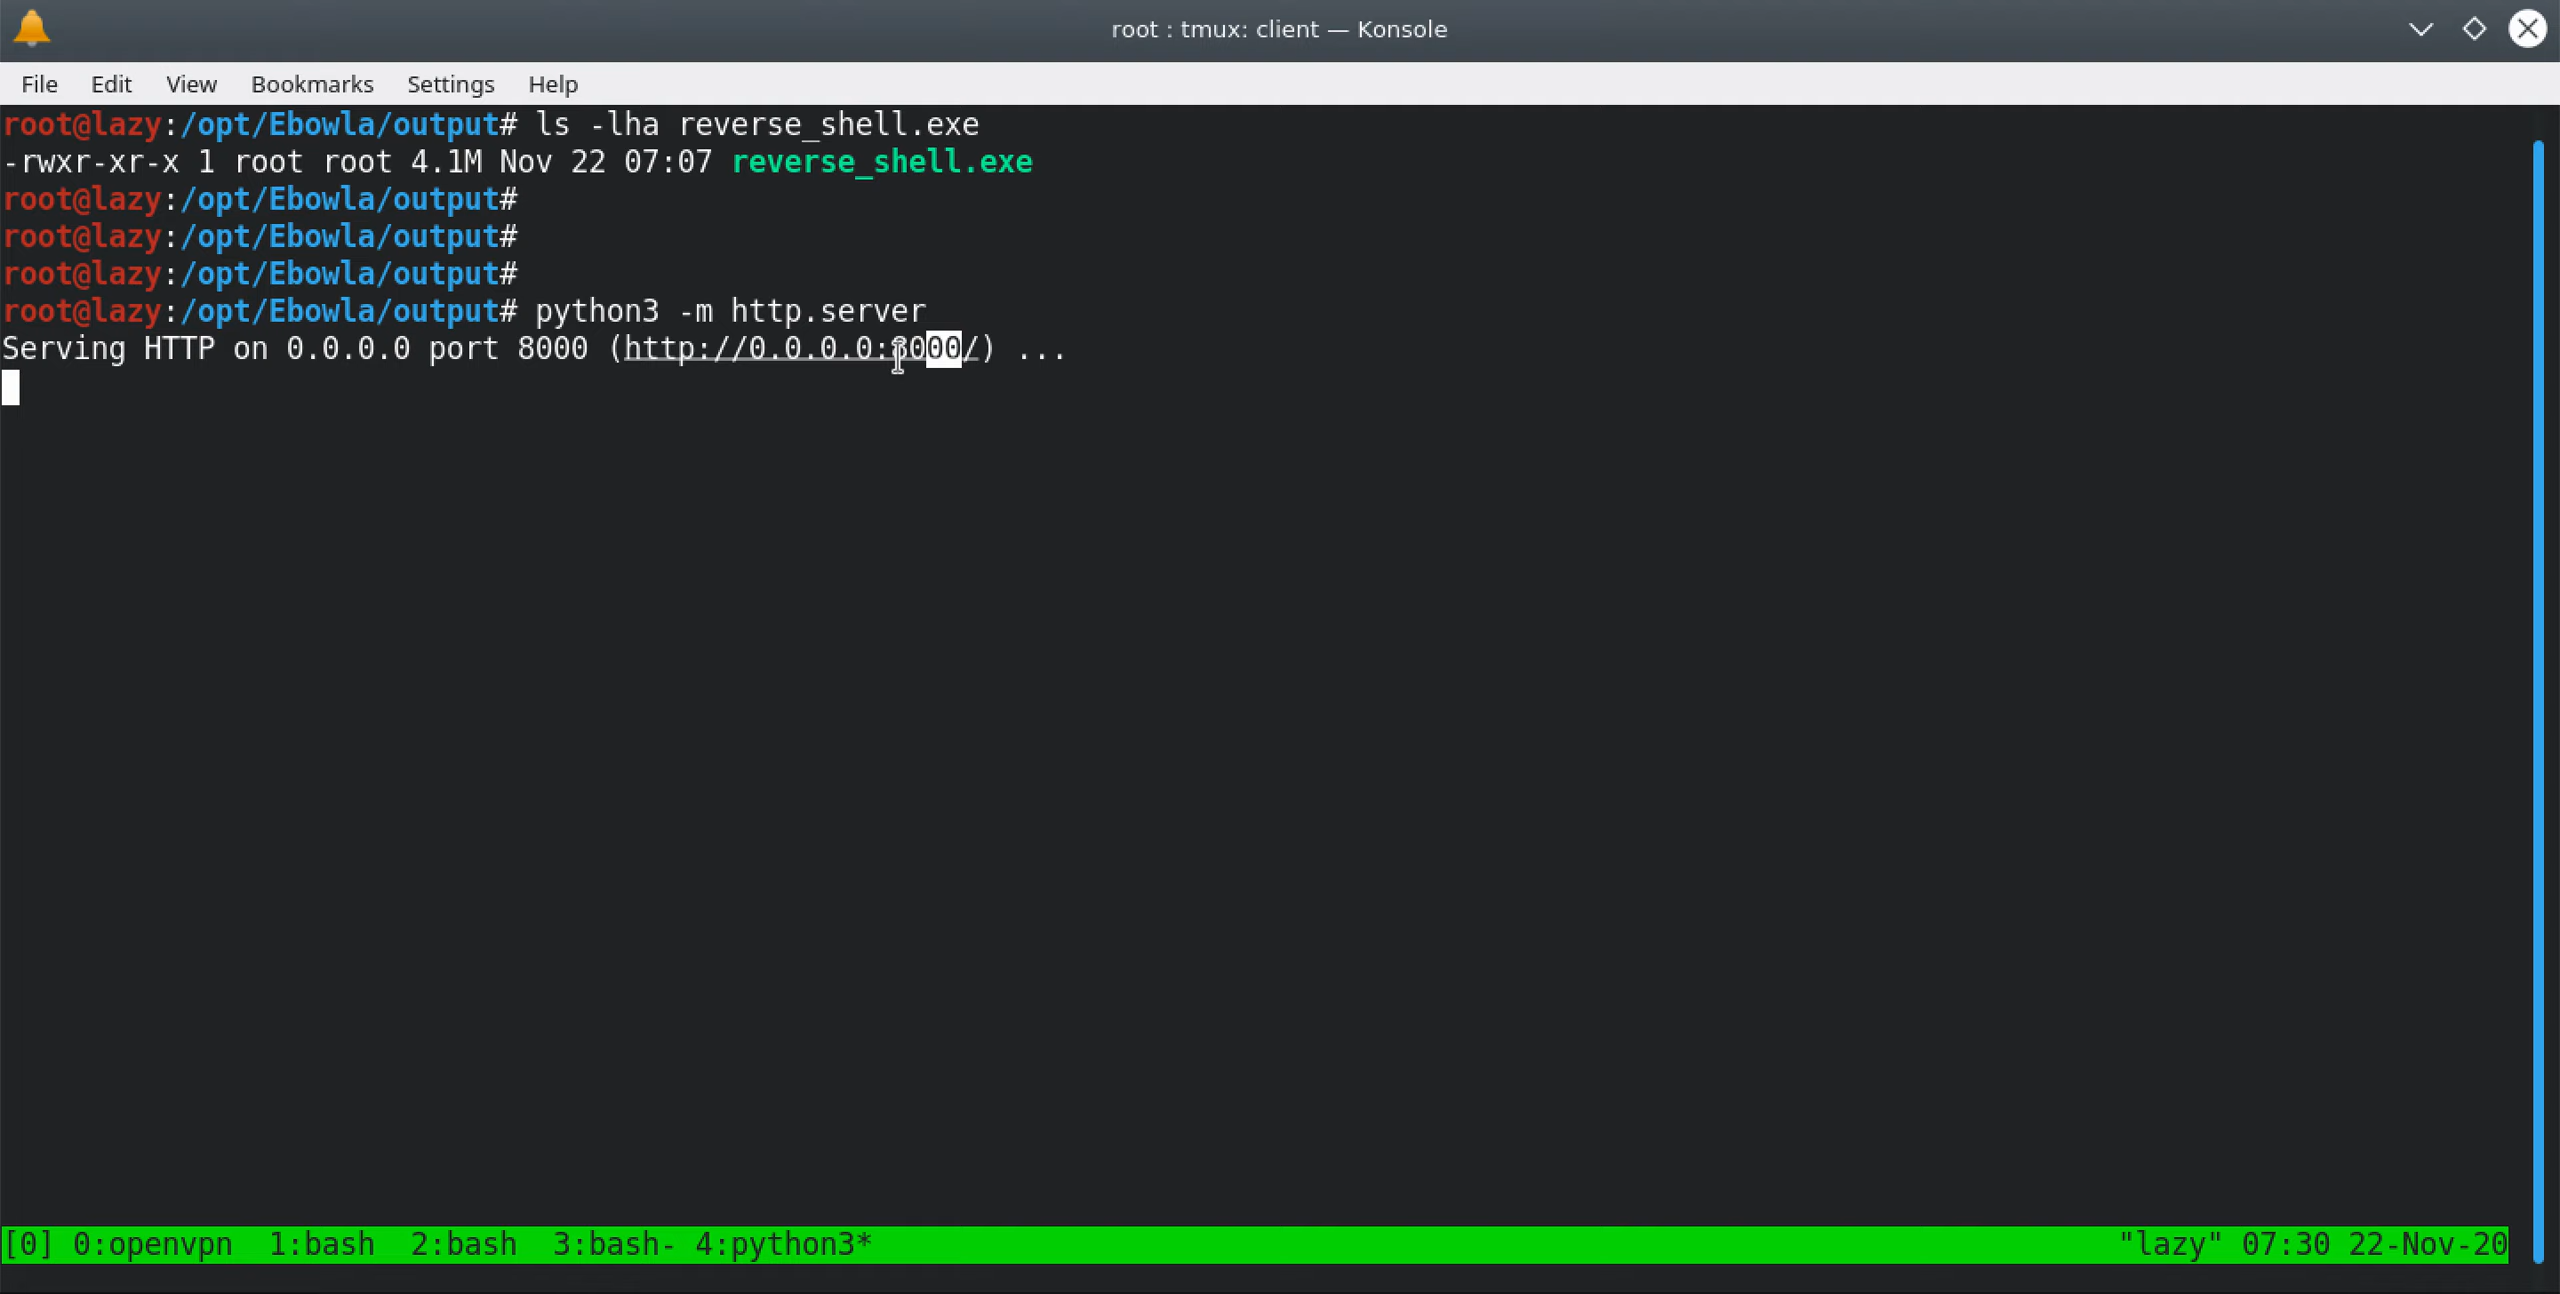 root : tmux: client — Konsole
File Edit View Bookmarks Settings Help
root@lazy:/opt/Ebowla/output# ls -lha reverse_shell.exe
-rwxr-xr-x 1 root root 4.1M Nov 22 07:07 reverse_shell.exe
root@lazy:/opt/Ebowla/output#
root@lazy:/opt/Ebowla/output#
root@lazy:/opt/Ebowla/output#
root@lazy:/opt/Ebowla/output# python3 -m http.server
Serving HTTP on 0.0.0.0 port 8000 (http://0.0.0.0:8000/) ...
[0] 0:openvpn 1:bash 2:bash 3:bash- 4:python3* "lazy" 07:30 22-Nov-20